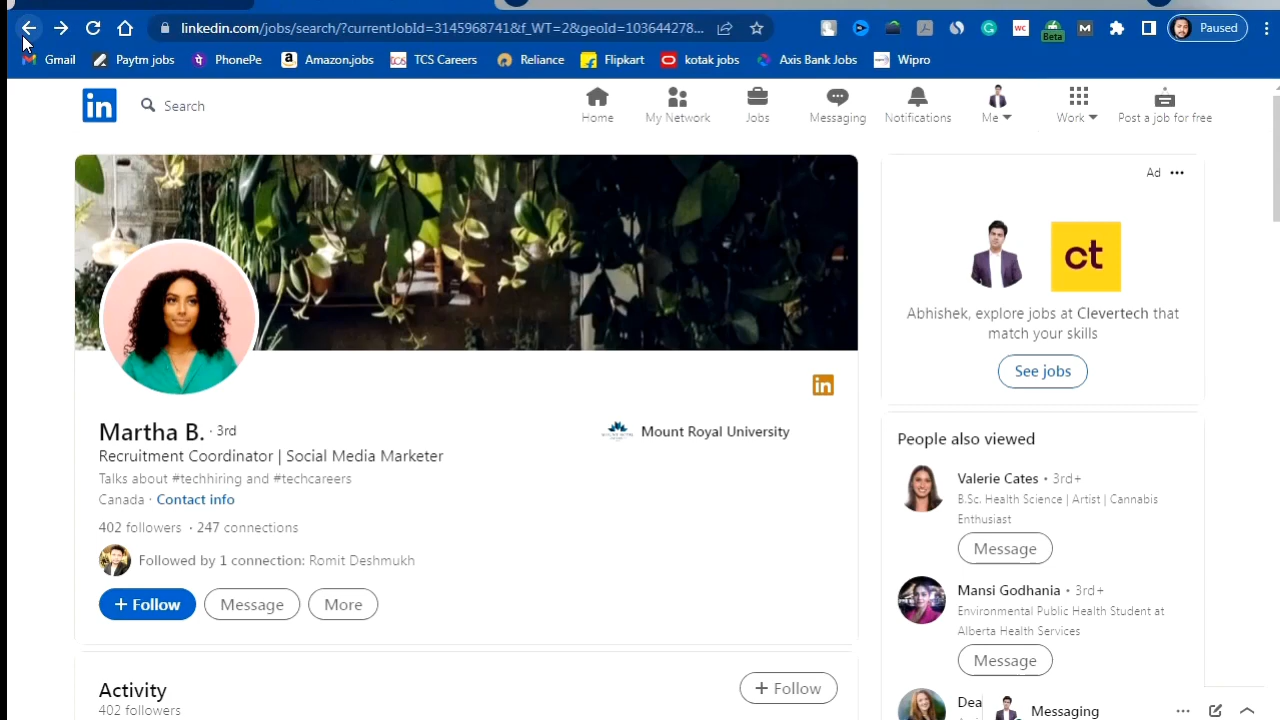 linkedin.com/jobs/search/?currentJobId=3145968741&f_WT=2&geoId=103644278...
Beta
Paused
Gmail
Paytm jobs
PhonePe
Amazon.jobs
TCS Careers
Reliance
Flipkart
kotak jobs
Axis Bank Jobs
Wipro
in
Search
Home
My Network
Jobs
Messaging
Notifications
Me
Work
Post a job for free
in
Martha B. · 3rd
Recruitment Coordinator | Social Media Marketer
Talks about #techhiring and #techcareers
Canada · Contact info
402 followers · 247 connections
Followed by 1 connection: Romit Deshmukh
+ Follow
Message
More
Mount Royal University
Activity
402 followers
+ Follow
Ad
ct
Abhishek, explore jobs at Clevertech that
match your skills
See jobs
People also viewed
Valerie Cates • 3rd+
B.Sc. Health Science | Artist | Cannabis
Enthusiast
Message
Mansi Godhania • 3rd+
Environmental Public Health Student at
Alberta Health Services
Message
Dea
Messaging